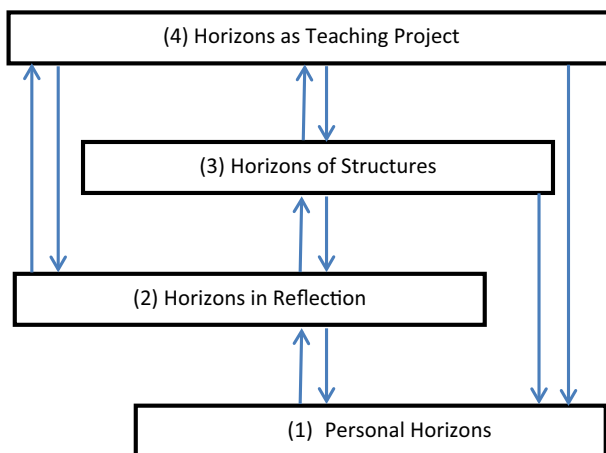 (4) Horizons as Teaching Project
(3) Horizons of Structures
(2) Horizons in Reflection
(1) Personal Horizons